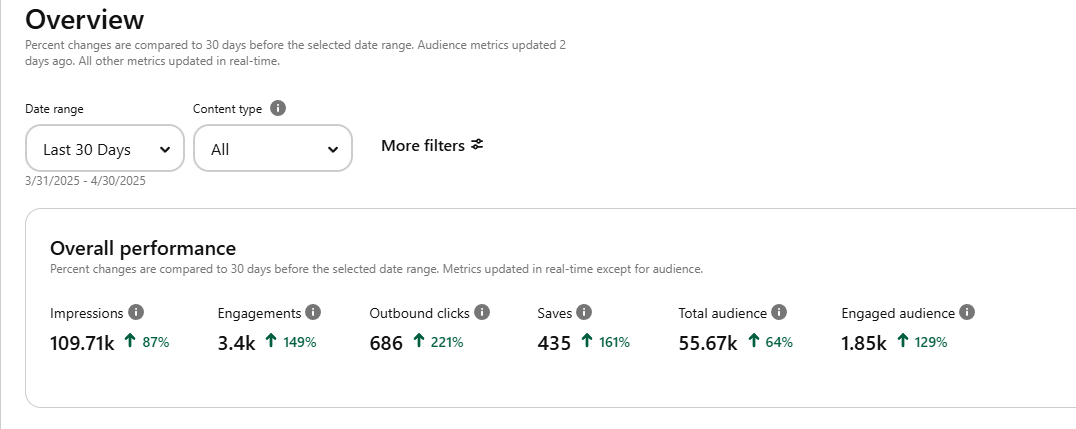 Overview
Percent changes are compared to 30 days before the selected date range. Audience metrics updated 2
days ago. All other metrics updated in real-time.
Date range
Content type
Last 30 Days
All
More filters
3/31/2025 - 4/30/2025
Overall performance
Percent changes are compared to 30 days before the selected date range. Metrics updated in real-time except for audience.
Impressions Engagements Outbound clicks Saves Total audience Engaged audience
109.71k 87% 3.4k 149% 686 221% 435 161% 55.67k 64% 1.85k 129%